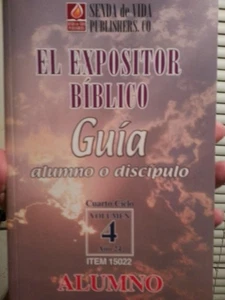 SENDA de VIDA
PUBLISHERS. CO
EL EXPOSITOR
BÍBLICO
Guía
alumno o discípulo
Cuarto Ciclo
VOLUMEN
4
ITEM 15022
ALUMNO